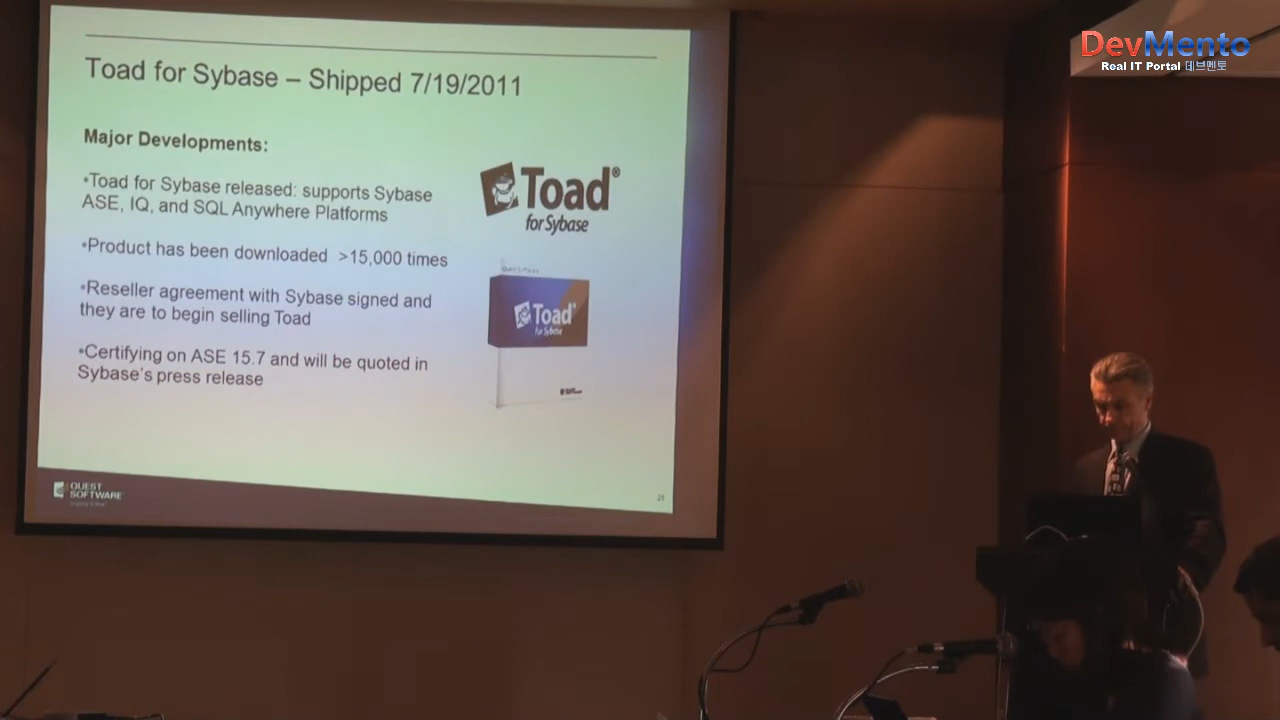 DevMento
Real IT Portal 데브멘토
Toad for Sybase – Shipped 7/19/2011
Major Developments:
•Toad for Sybase released: supports Sybase
ASE, IQ, and SQL Anywhere Platforms
•Product has been downloaded >15,000 times
•Reseller agreement with Sybase signed and
they are to begin selling Toad
•Certifying on ASE 15.7 and will be quoted in
Sybase's press release
Toad®
for Sybase
Toad®
for Sybase
QUEST
SOFTWARE